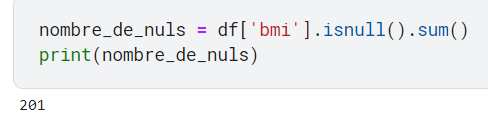 nombre_de_nuls = df['bmi'].isnull().sum()
print(nombre_de_nuls)
201